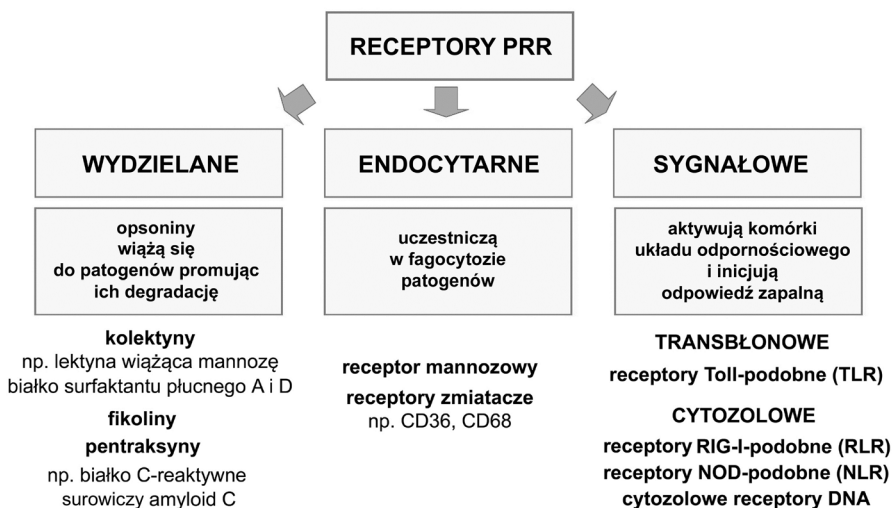 RECEPTORY PRR
WYDZIELANE
opsoniny
wiążą się
do patogenów promując
ich degradację
kolektyny
np. lektyna wiążąca mannozę
białko surfaktantu płucnego A i D
fikoliny
pentraksyny
np. białko C-reaktywne
surowiczy amyloid C
ENDOCYTARNE
uczestniczą
w fagocytozie
patogenów
receptor mannozowy
receptory zmiatacze
np. CD36, CD68
SYGNAŁOWE
aktywują komórki
układu odpornościowego
i inicjują
odpowiedź zapalną
TRANSBŁONOWE
receptory Toll-podobne (TLR)
CYTOZOLOWE
receptory RIG-I-podobne (RLR)
receptory NOD-podobne (NLR)
cytozolowe receptory DNA